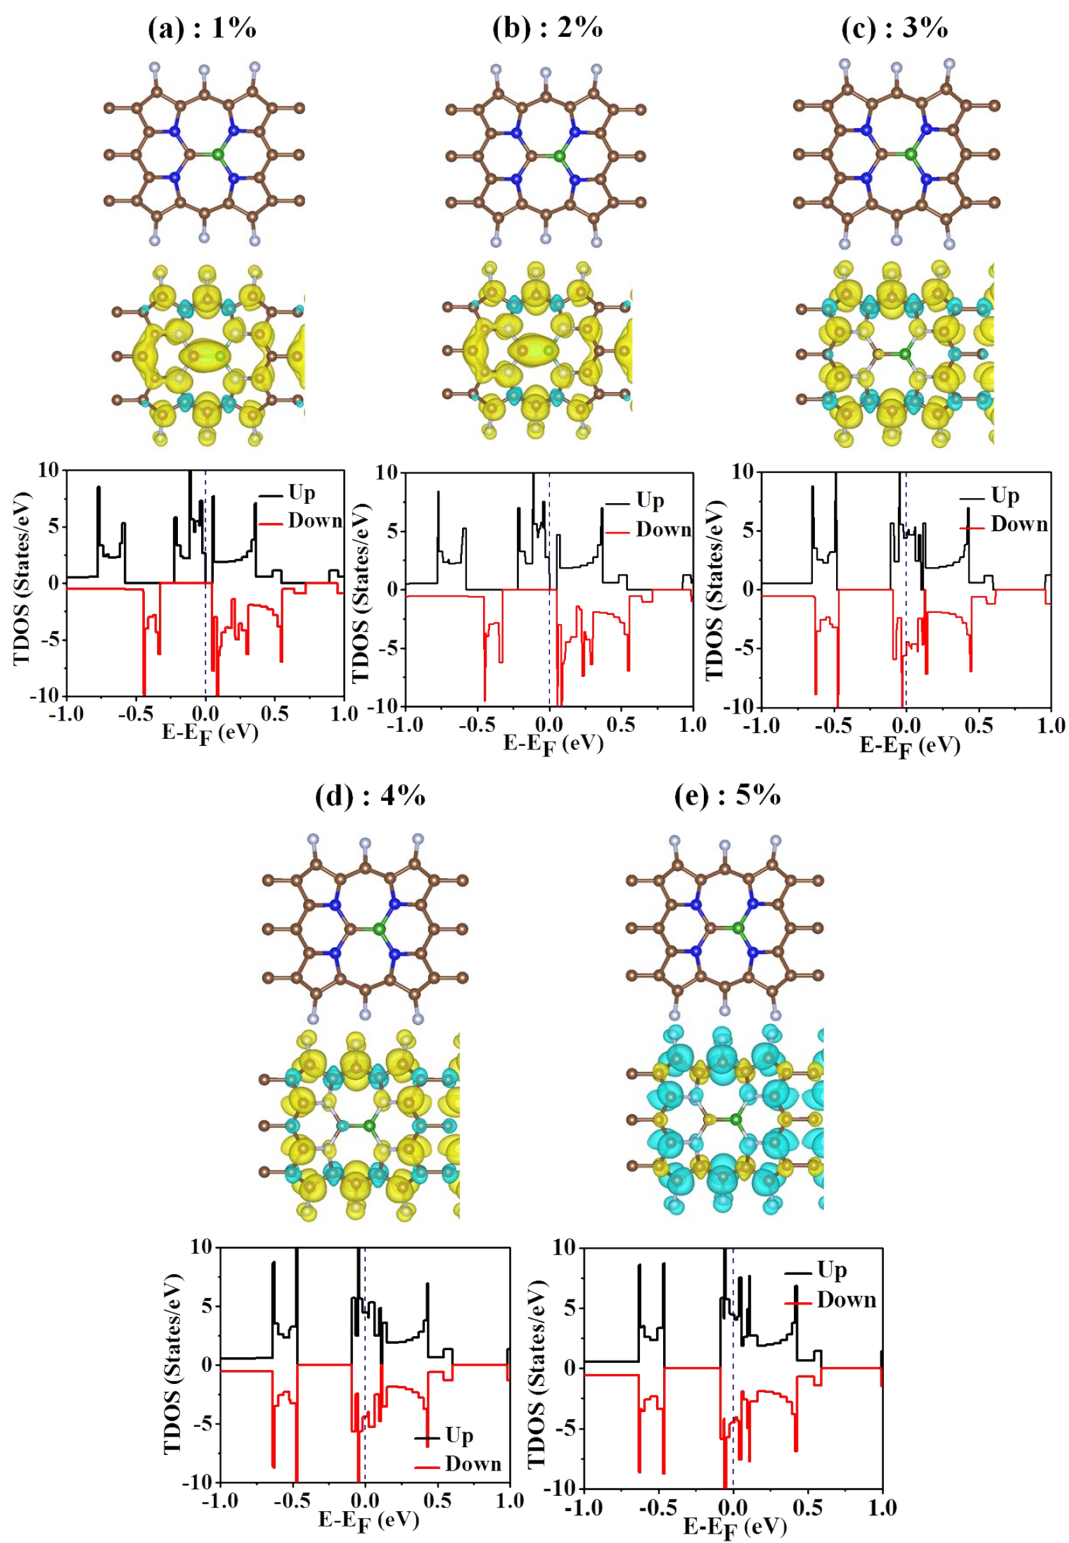 (a) : 1%
(b) : 2%
(c) : 3%
10
5
0
-5
-10
TDOS (States/eV)
Up
Down
-1.0 -0.5 0.0 0.5 1.0
E-EF (eV)
10
5
0
-5
-10
TDOS (States/eV)
Up
Down
-1.0 -0.5 0.0 0.5 1.0
E-EF (eV)
10
5
0
-5
-10
TDOS (States/eV)
Up
Down
-1.0 -0.5 0.0 0.5 1.0
E-EF (eV)
(d) : 4%
(e) : 5%
10
5
0
-5
-10
TDOS (States/eV)
Up
Down
-1.0 -0.5 0.0 0.5 1.0
E-EF (eV)
10
5
0
-5
-10
TDOS (States/eV)
Up
Down
-1.0 -0.5 0.0 0.5 1.0
E-EF (eV)